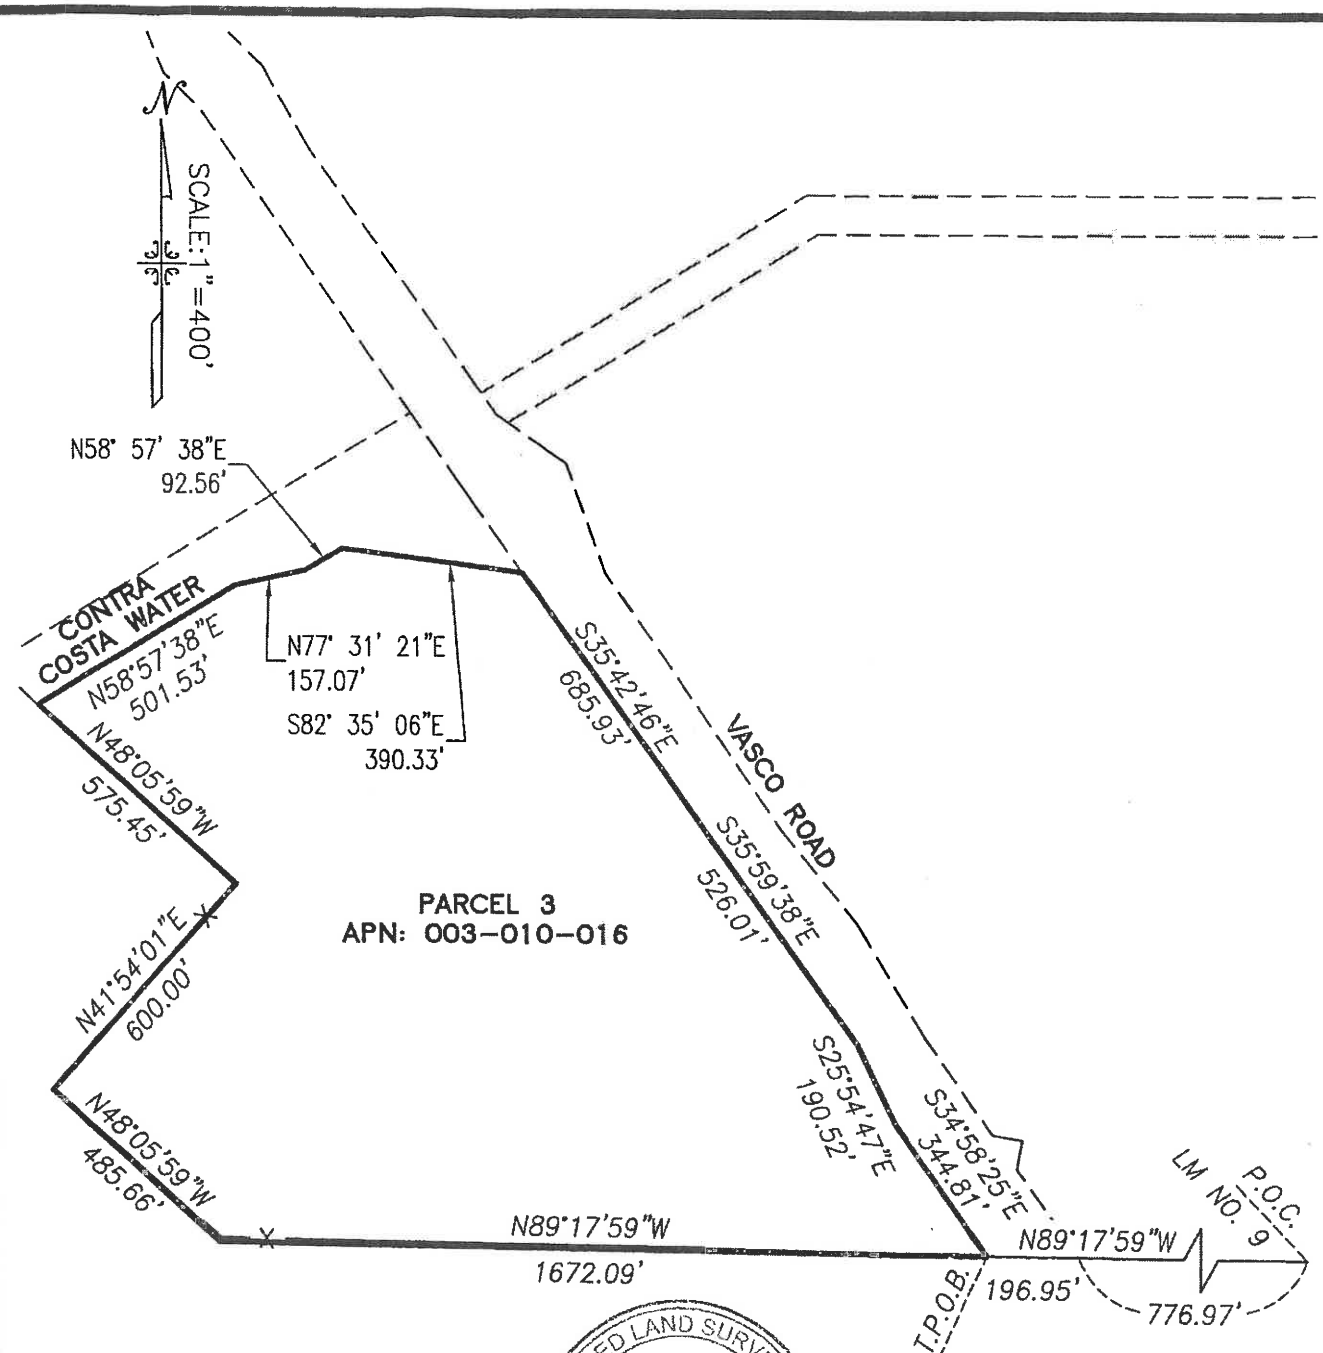 N
SCALE:1"=400'
N58° 57' 38"E
92.56'
CONTRA
COSTA WATER
N58°57'38"E
501.53'
N77° 31' 21"E
157.07'
S82° 35' 06"E
390.33'
S35°42'46"E
685.93'
VASCO ROAD
N48°05'59"W
575.45'
S35°59'38"E
526.01'
PARCEL 3
APN: 003-010-016
N41°54'01"E
600.00'
S25°54'47"E
190.52'
S34°58'25"E
344.81'
N48°05'59"W
485.66'
P.O.C.
LM NO. 9
N89°17'59"W
1672.09'
N89°17'59"W
196.95'
776.97'
T.P.O.B.
LAND